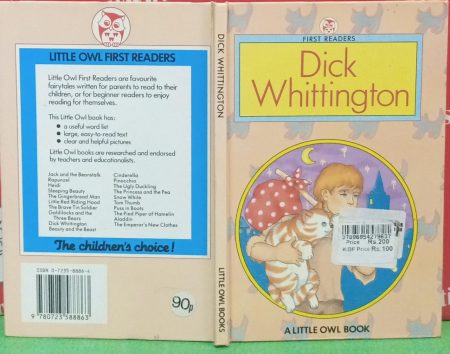 LITTLE OWL FIRST READERS
Little Owl First Readers are favourite
fairytales written for parents to read to their
children, or for beginner readers to enjoy
reading for themselves.
This Little Owl book has:
• a useful word list
• large, easy-to-read text
• clear and helpful pictures
Little Owl books are researched and endorsed
by teachers and educationalists.
Jack and the Beanstalk
Rapunzel
Heidi
Sleeping Beauty
The Gingerbread Man
Little Red Riding Hood
The Brave Tin Soldier
Goldilocks and the
Three Bears
Dick Whittington
Beauty and the Beast
Cinderella
Pinocchio
The Ugly Duckling
The Princess and the Pea
Snow White
Tom Thumb
Puss in Boots
The Pied Piper of Hamelin
Aladdin
The Emperor's New Clothes
The children's choice!
ISBN 0-7235-8886-4
9 780723 588863
90p
DICK WHITTINGTON
LITTLE OWL BOOKS
FIRST READERS
Dick
Whittington
Price Rs.200
KBF Price Rs.100
A LITTLE OWL BOOK